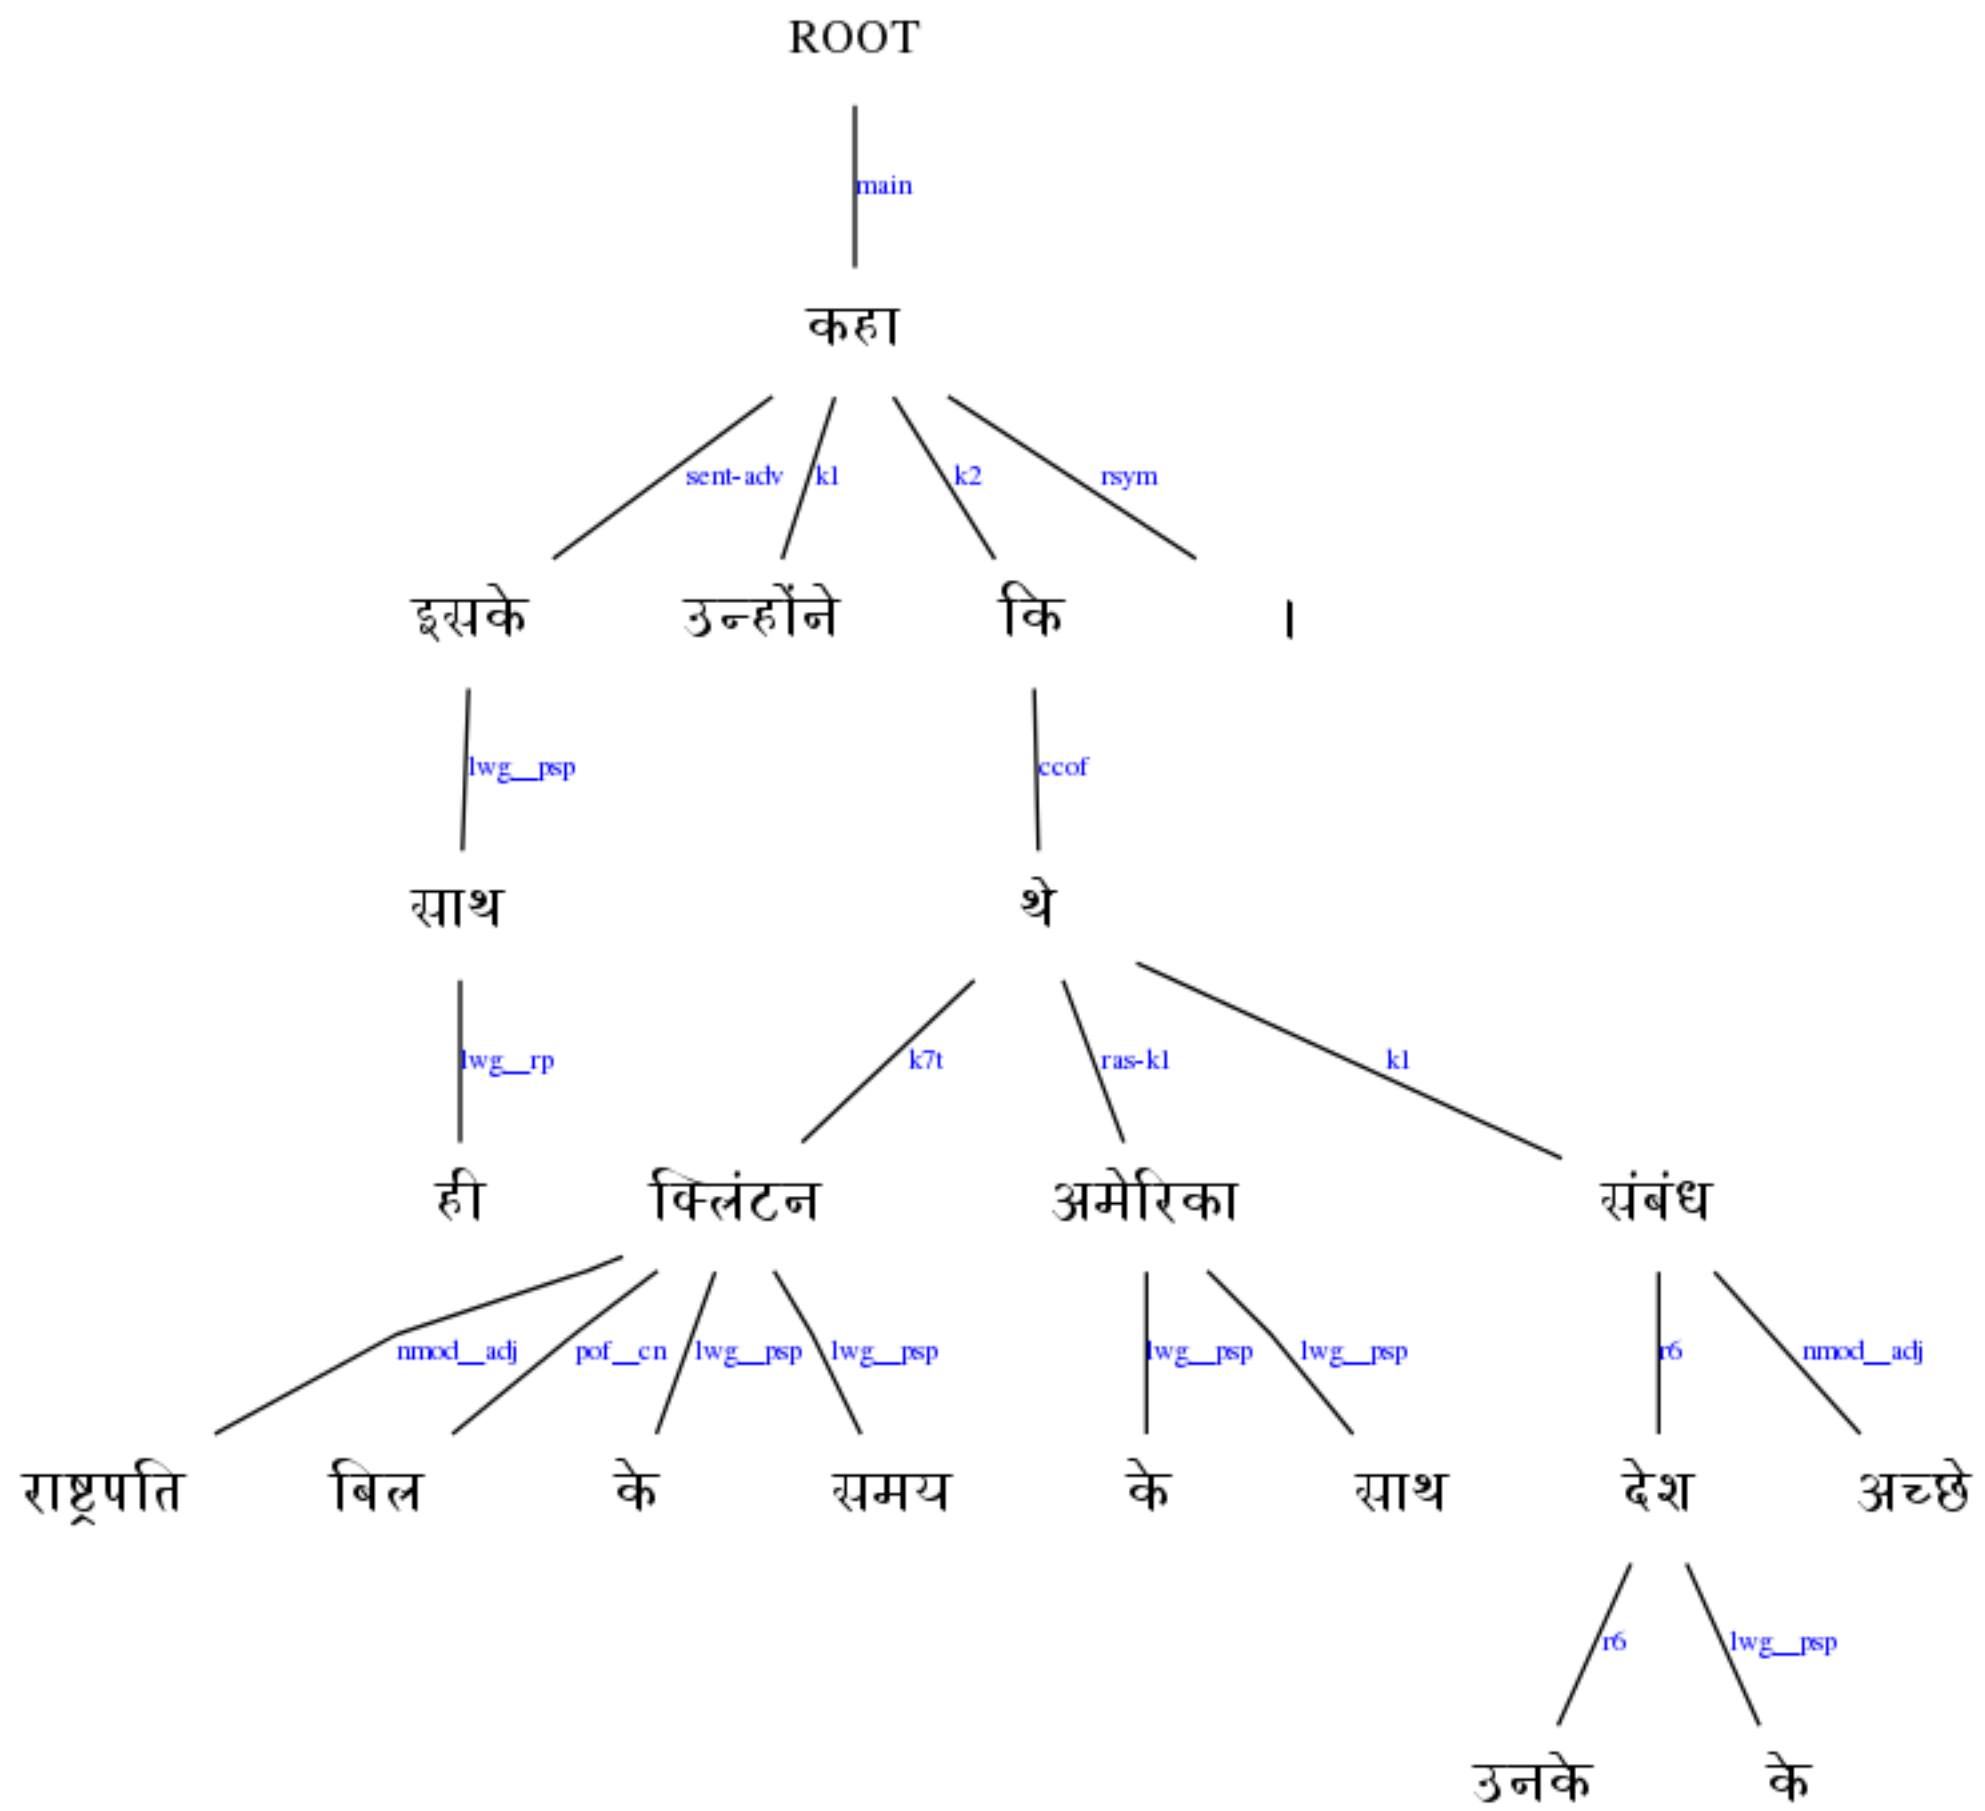 ROOT
main
कहा
sent-adv k1 k2 rsym
इसके उन्होंने कि ।
lwg__psp ccof
साथ थे
lwg__rp k7t ras-k1 k1
ही क्लिंटन अमेरिका संबंध
nmod__adj pof__cn lwg__psp lwg__psp lwg__psp lwg__psp r6 nmod__adj
राष्ट्रपति बिल के समय के साथ देश अच्छे
r6 lwg__psp
उनके के